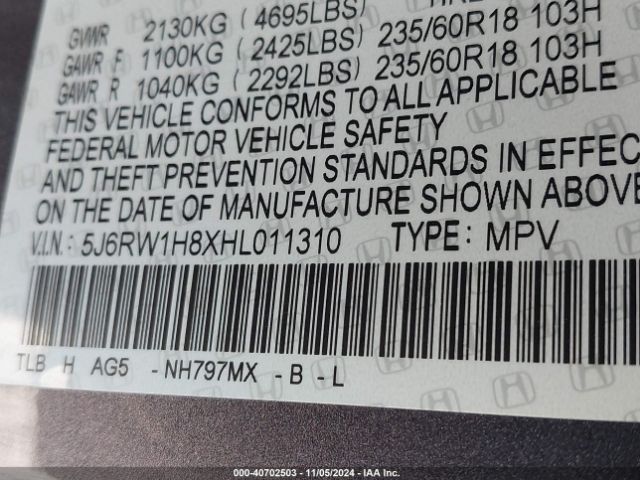 GVWR 2130KG (4695LBS)
GAWR F 1100KG (2425LBS) 235/60R18 103H
GAWR R 1040KG (2292LBS) 235/60R18 103H
THIS VEHICLE CONFORMS TO ALL APPLICABLE
FEDERAL MOTOR VEHICLE SAFETY
AND THEFT PREVENTION STANDARDS IN EFFEC
ON THE DATE OF MANUFACTURE SHOWN ABOVE
V.I.N.: 5J6RW1H8XHL011310 TYPE: MPV
TLB H AG5 -NH797MX -B -L
000-40702503 - 11/05/2024 - IAA Inc.